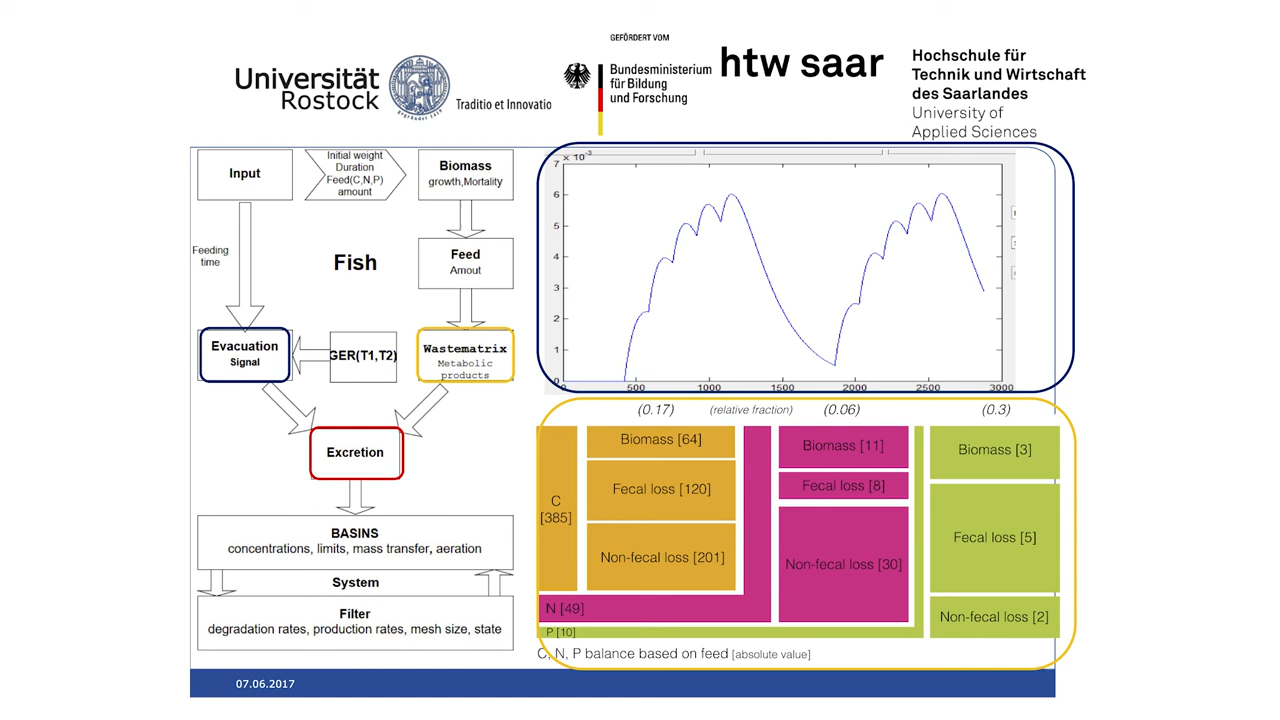 GEFÖRDERT VOM
Universität
Rostock
Traditio et Innovatio
Bundesministerium
für Bildung
und Forschung
htw saar
Hochschule für
Technik und Wirtschaft
des Saarlandes
University of
Applied Sciences
Input
Initial weight
Duration
Feed(C,N,P)
amount
Biomass
growth,Mortality
Feeding
time
Fish
Feed
Amout
Evacuation
Signal
GER(T1,T2)
Wastematrix
Metabolic
products
Excretion
BASINS
concentrations, limits, mass transfer, aeration
System
Filter
degradation rates, production rates, mesh size, state
7 × 10⁻³
6
5
4
3
2
1
0
0 500 1000 1500 2000 2500 3000
(0.17) (relative fraction) (0.06) (0.3)
C
[385]
Biomass [64]
Fecal loss [120]
Non-fecal loss [201]
N [49]
Biomass [11]
Fecal loss [8]
Non-fecal loss [30]
P [10]
Biomass [3]
Fecal loss [5]
Non-fecal loss [2]
C, N, P balance based on feed [absolute value]
07.06.2017